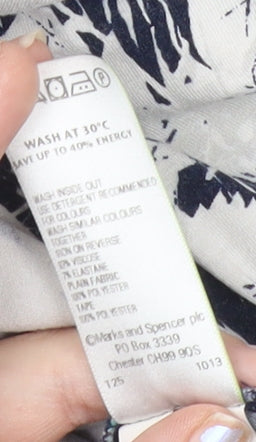 WASH AT 30°C
SAVE UP TO 40% ENERGY
WASH INSIDE OUT
USE DETERGENT RECOMMENDED
FOR COLOURS
WASH SIMILAR COLOURS
TOGETHER
IRON ON REVERSE
VISCOSE
ELASTANE
PLAIN FABRIC
100% POLYESTER
TAPE
100% POLYESTER
©Marks and Spencer plc
PO Box 3339
Chester CH99 9QS
125 1013